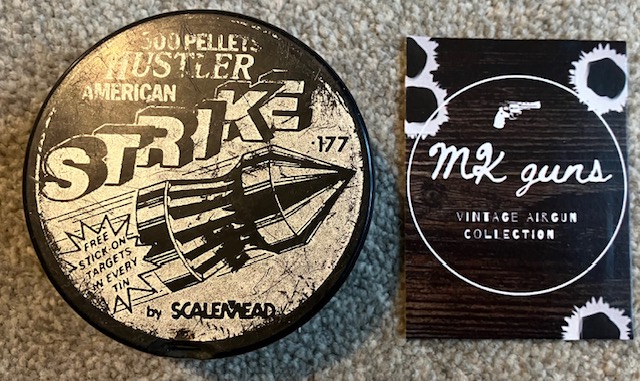 500 PELLETS
HUSTLER
AMERICAN
STRIKE
.177
FREE
STICK-ON
TARGETS
IN EVERY
TIN
by SCALEMEAD
MK guns
VINTAGE AIRGUN
COLLECTION